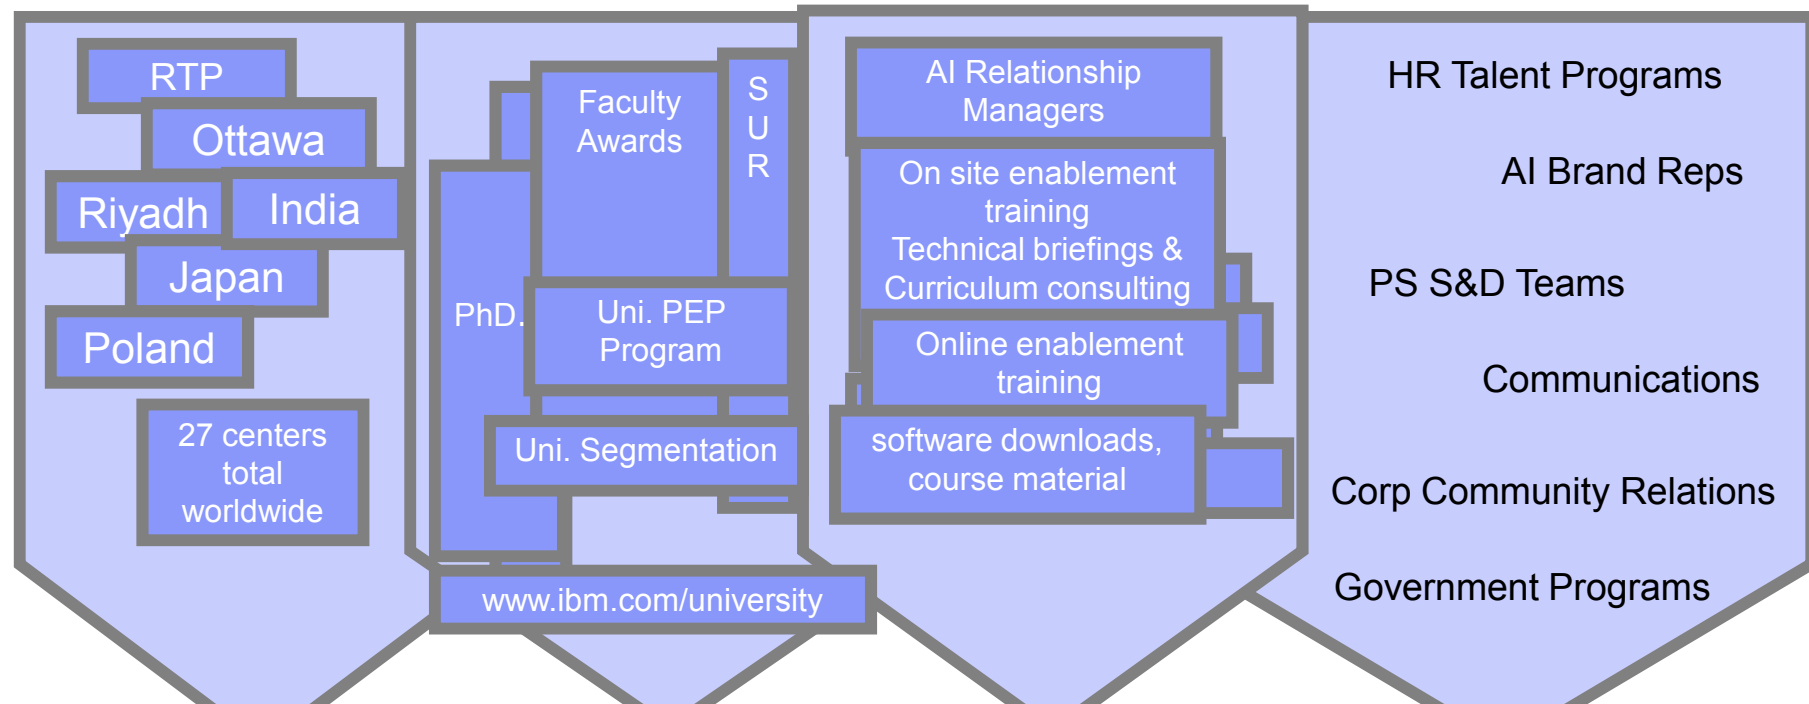 RTP
Ottawa
Riyadh
India
Japan
Poland
27 centers
total
worldwide
Faculty
Awards
S
U
R
PhD.
Uni. PEP
Program
Uni. Segmentation
www.ibm.com/university
AI Relationship
Managers
On site enablement
training
Technical briefings &
Curriculum consulting
Online enablement
training
software downloads,
course material
HR Talent Programs
AI Brand Reps
PS S&D Teams
Communications
Corp Community Relations
Government Programs